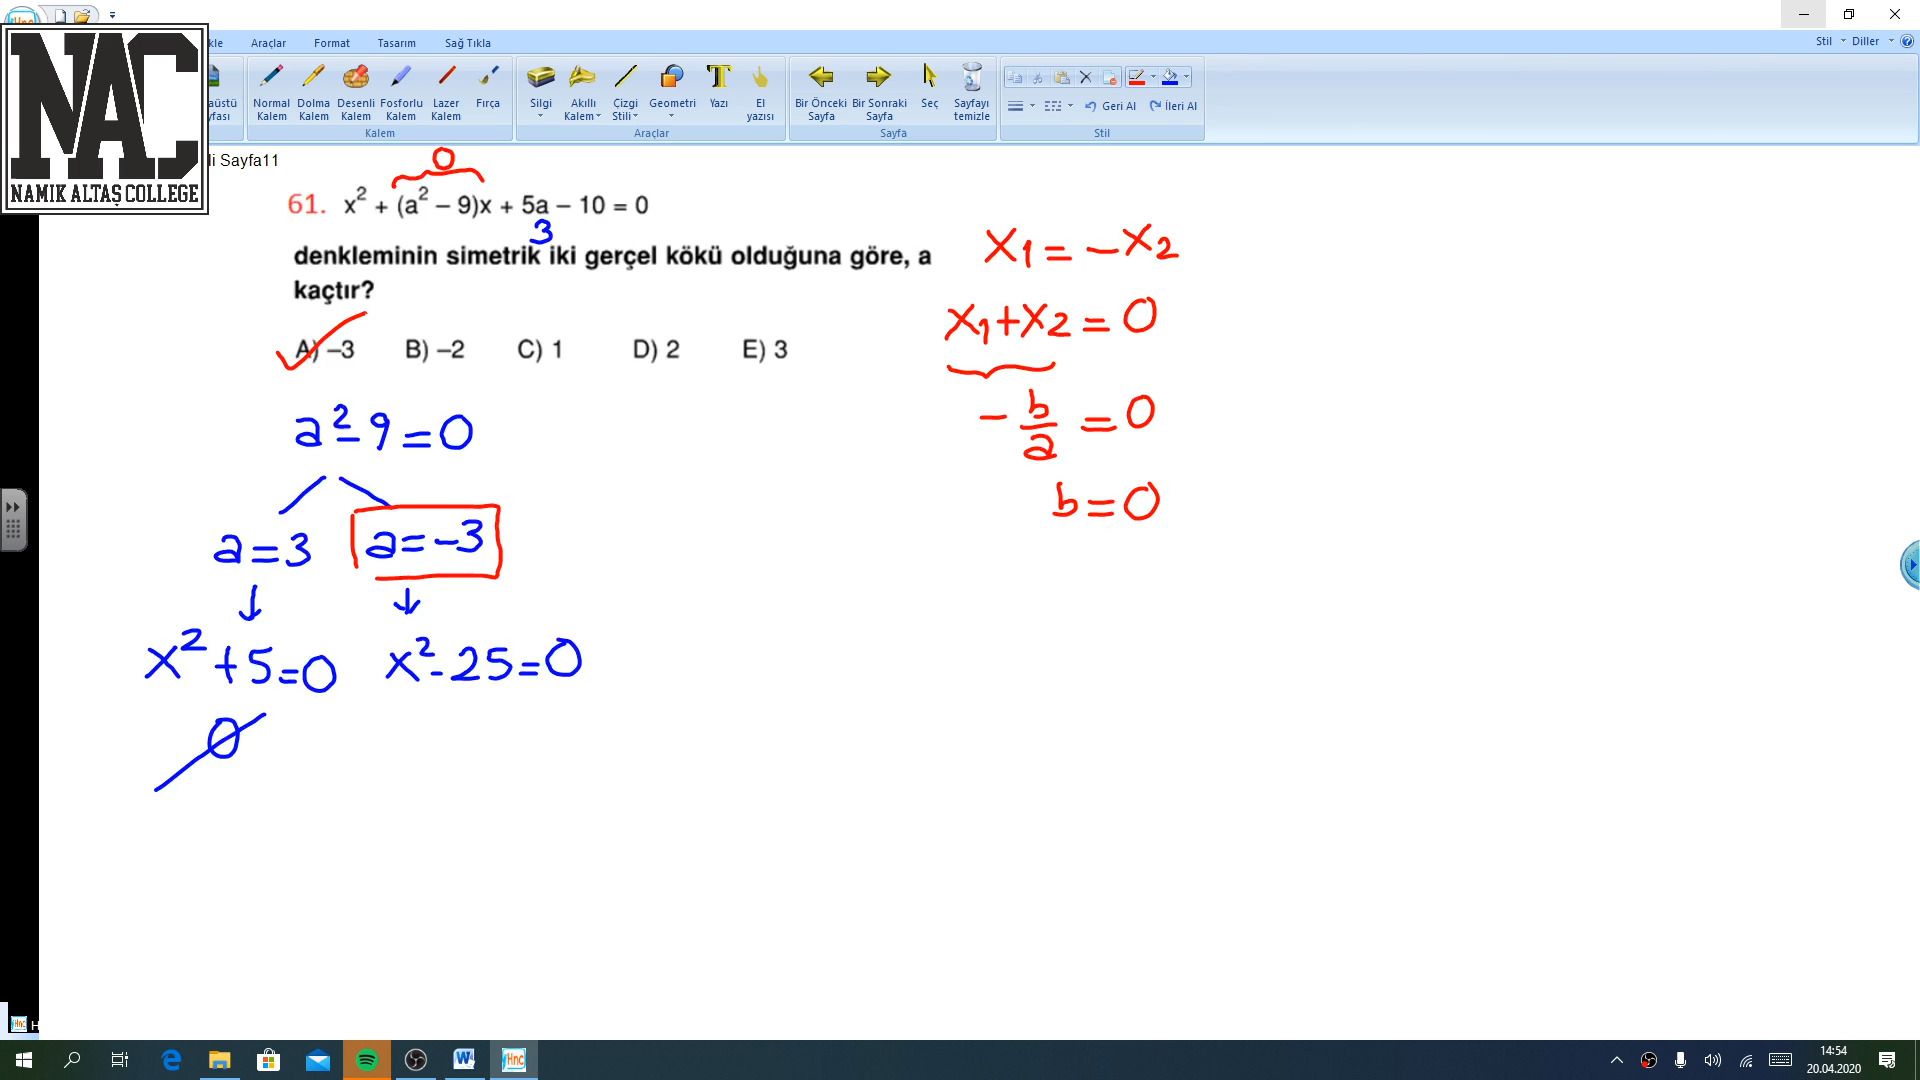 kle Araçlar Format Tasarım Sağ Tıkla Stil Diller
Normal Kalem Dolma Kalem Desenli Kalem Fosforlu Kalem Lazer Kalem Fırça
Silgi Akıllı Kalem Çizgi Stili Geometri Yazı El yazısı
Bir Önceki Sayfa Bir Sonraki Sayfa Seç Sayfayı temizle
Geri Al İleri Al
Kalem Araçlar Sayfa Stil
NAC
NAMIK ALTAŞ COLLEGE
li Sayfa11
0
61. x² + (a² – 9)x + 5a – 10 = 0
3
denkleminin simetrik iki gerçel kökü olduğuna göre, a
kaçtır?
A) –3 B) –2 C) 1 D) 2 E) 3
a² - 9 = 0
a = 3 a = -3
x² + 5 = 0 x² - 25 = 0
x₁ = -x₂
x₁ + x₂ = 0
- b/a = 0
b = 0
14:54
20.04.2020